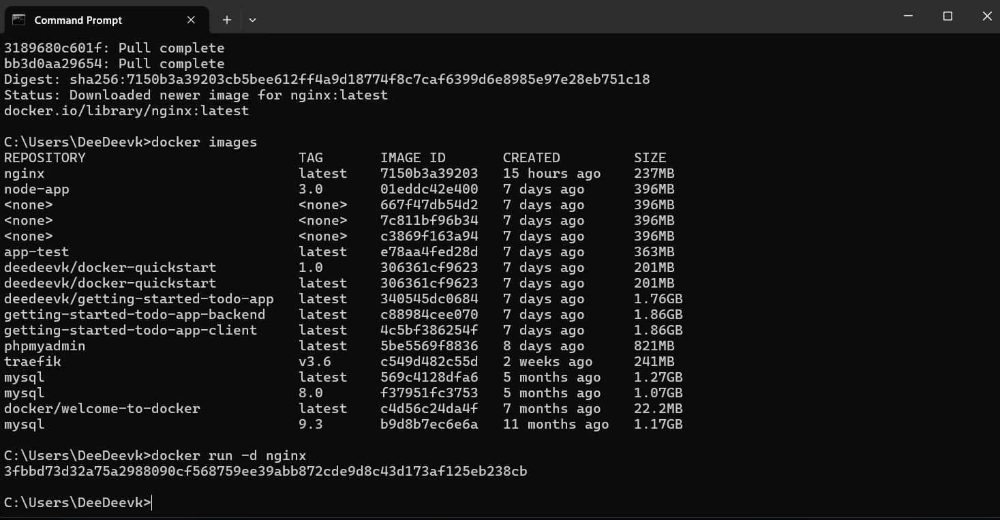 Command Prompt
3189680c601f: Pull complete
bb3d0aa29654: Pull complete
Digest: sha256:7150b3a39203cb5bee612ff4a9d18774f8c7caf6399d6e8985e97e28eb751c18
Status: Downloaded newer image for nginx:latest
docker.io/library/nginx:latest
C:\Users\DeeDeevk>docker images
REPOSITORY TAG IMAGE ID CREATED SIZE
nginx latest 7150b3a39203 15 hours ago 237MB
node-app 3.0 01eddc42e400 7 days ago 396MB
<none> <none> 667f47db54d2 7 days ago 396MB
<none> <none> 7c811bf96b34 7 days ago 396MB
<none> <none> c3869f163a94 7 days ago 396MB
app-test latest e78aa4fed28d 7 days ago 363MB
deedeevk/docker-quickstart 1.0 306361cf9623 7 days ago 201MB
deedeevk/docker-quickstart latest 306361cf9623 7 days ago 201MB
deedeevk/getting-started-todo-app latest 340545dc0684 7 days ago 1.76GB
getting-started-todo-app-backend latest c88984cee070 7 days ago 1.86GB
getting-started-todo-app-client latest 4c5bf386254f 7 days ago 1.86GB
phpmyadmin latest 5be5569f8836 8 days ago 821MB
traefik v3.6 c549d482c55d 2 weeks ago 241MB
mysql latest 569c4128dfa6 5 months ago 1.27GB
mysql 8.0 f37951fc3753 5 months ago 1.07GB
docker/welcome-to-docker latest c4d56c24da4f 7 months ago 22.2MB
mysql 9.3 b9d8b7ec6e6a 11 months ago 1.17GB
C:\Users\DeeDeevk>docker run -d nginx
3fbbd73d32a75a2988090cf568759ee39abb872cde9d8c43d173af125eb238cb
C:\Users\DeeDeevk>